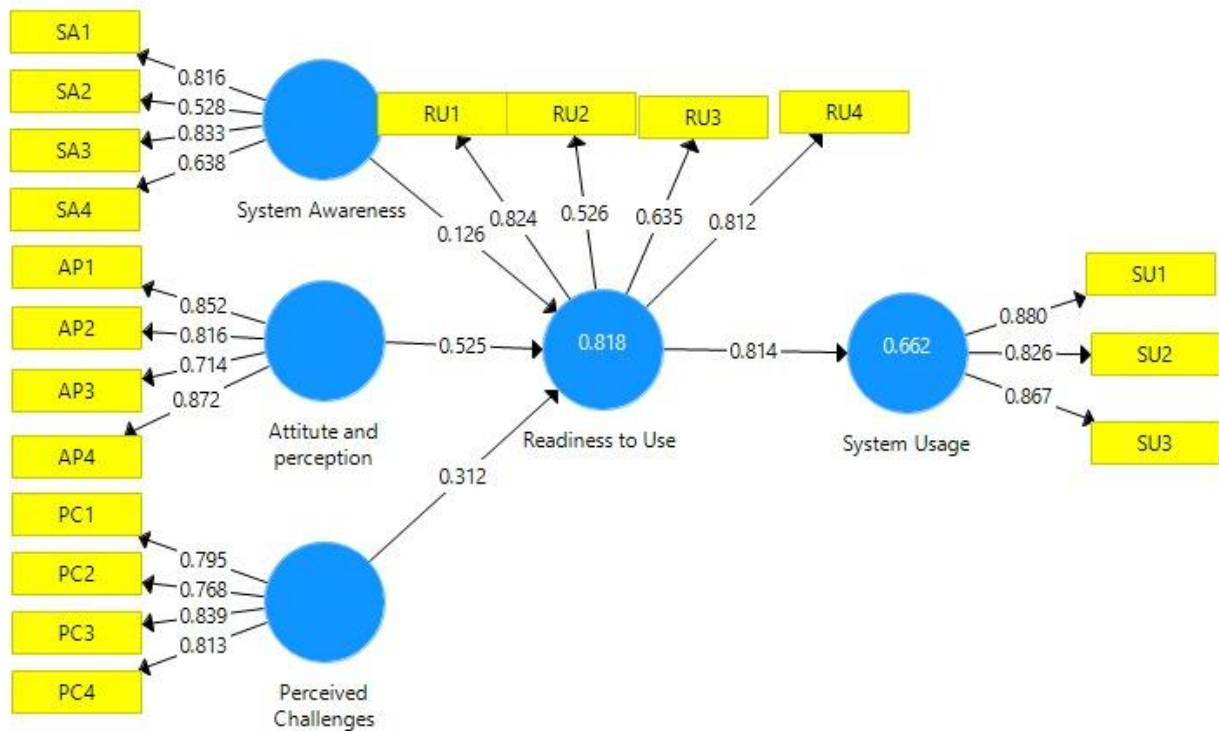 SA1
SA2
SA3
SA4
0.816
0.528
0.833
0.638
System Awareness
RU1
RU2
RU3
RU4
0.824
0.526
0.635
0.812
0.126
AP1
AP2
AP3
AP4
0.852
0.816
0.714
0.872
Attitute and
perception
0.525
0.818
Readiness to Use
0.814
0.662
System Usage
0.880
0.826
0.867
SU1
SU2
SU3
0.312
PC1
PC2
PC3
PC4
0.795
0.768
0.839
0.813
Perceived
Challenges